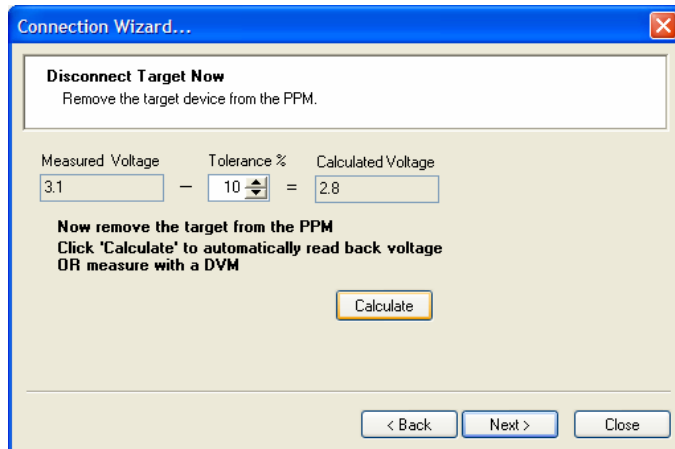 Connection Wizard...
Disconnect Target Now
Remove the target device from the PPM.
Measured Voltage Tolerance % Calculated Voltage
3.1 – 10 = 2.8
Now remove the target from the PPM
Click 'Calculate' to automatically read back voltage
OR measure with a DVM
Calculate
< Back Next > Close